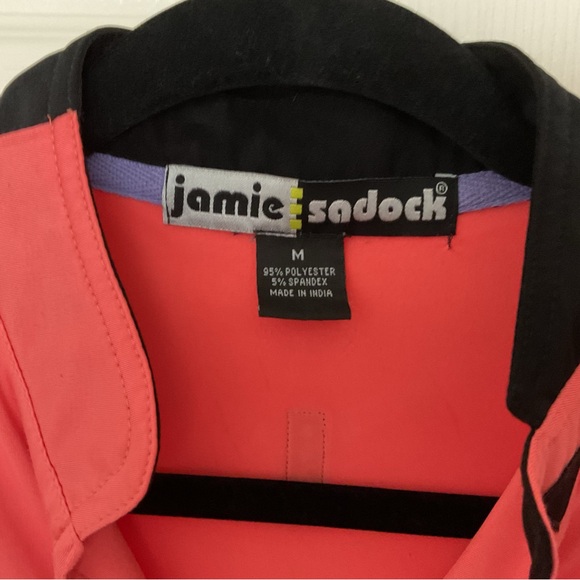 jamie sadock®
M
95% POLYESTER
5% SPANDEX
MADE IN INDIA